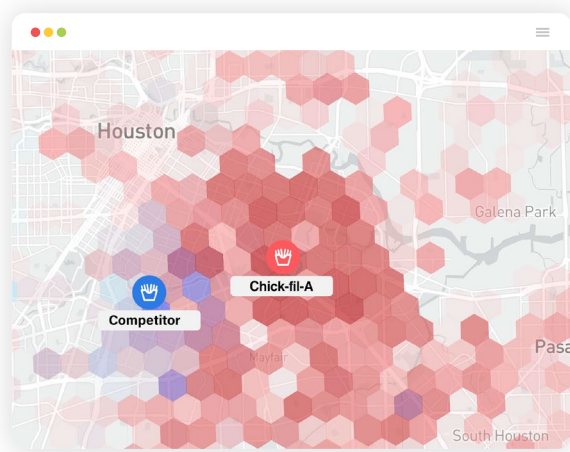 Houston
Galena Park
Chick-fil-A
Competitor
Pasa
Mayfair
South Houston